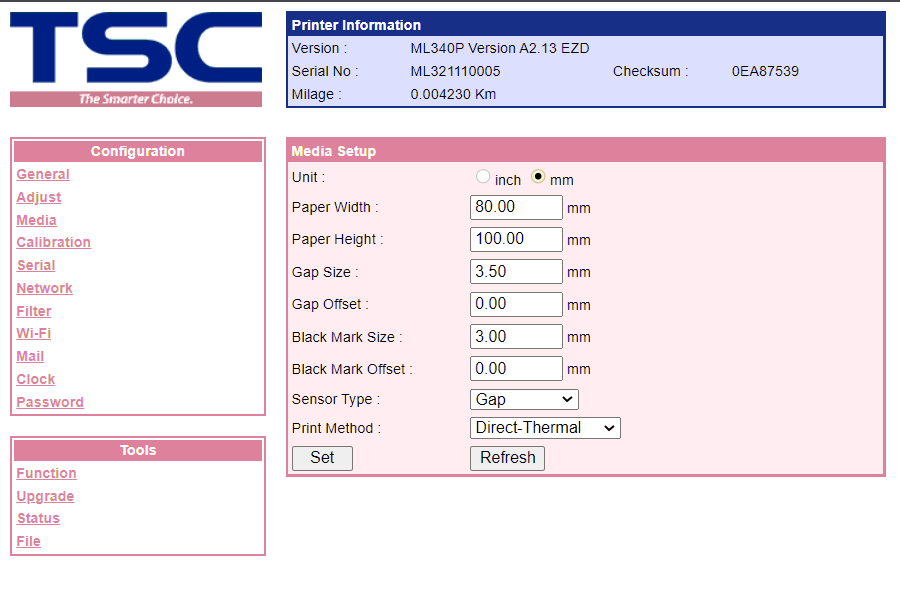 TSC
The Smarter Choice.
Printer Information
Version : ML340P Version A2.13 EZD
Serial No : ML321110005 Checksum : 0EA87539
Milage : 0.004230 Km
Configuration
General
Adjust
Media
Calibration
Serial
Network
Filter
Wi-Fi
Mail
Clock
Password
Tools
Function
Upgrade
Status
File
Media Setup
Unit : inch mm
Paper Width : 80.00 mm
Paper Height : 100.00 mm
Gap Size : 3.50 mm
Gap Offset : 0.00 mm
Black Mark Size : 3.00 mm
Black Mark Offset : 0.00 mm
Sensor Type : Gap
Print Method : Direct-Thermal
Set Refresh